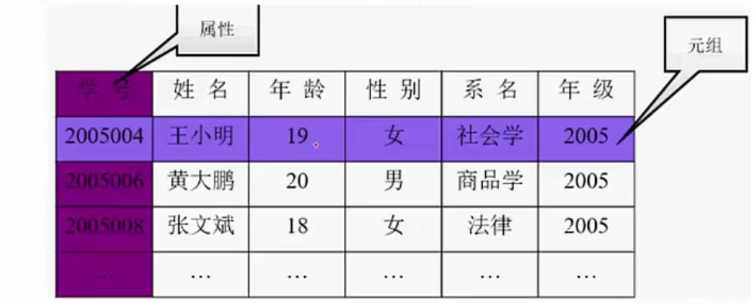 属性
元组
学号 姓名 年龄 性别 系名 年级
2005004 王小明 19 女 社会学 2005
2005006 黄大鹏 20 男 商品学 2005
2005008 张文斌 18 女 法律 2005
… … … … … …